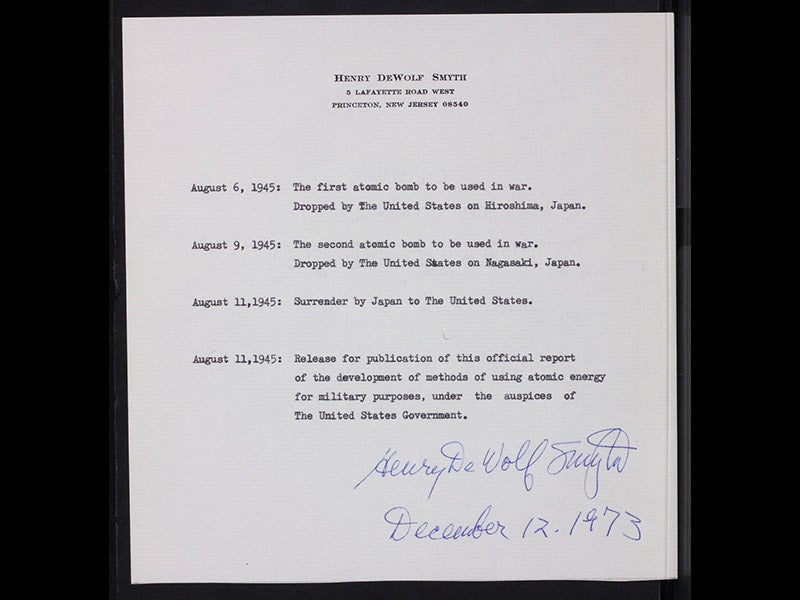 HENRY DEWOLF SMYTH
5 LAFAYETTE ROAD WEST
PRINCETON, NEW JERSEY 08540
August 6, 1945: The first atomic bomb to be used in war.
Dropped by The United States on Hiroshima, Japan.
August 9, 1945: The second atomic bomb to be used in war.
Dropped by The United States on Nagasaki, Japan.
August 11,1945: Surrender by Japan to The United States.
August 11,1945: Release for publication of this official report
of the development of methods of using atomic energy
for military purposes, under the auspices of
The United States Government.
Henry De Wolf Smyth
December 12. 1973